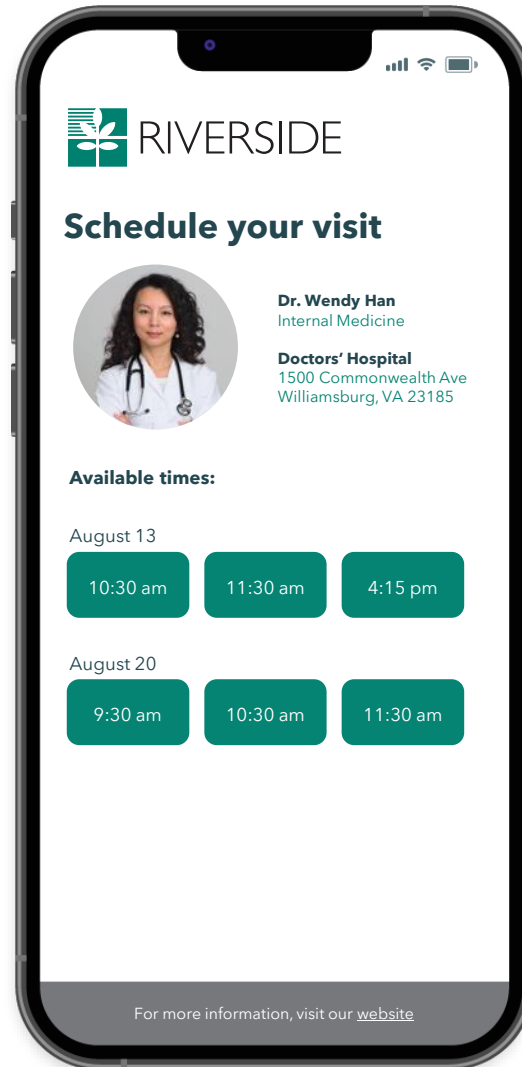 RIVERSIDE
Schedule your visit
Dr. Wendy Han
Internal Medicine
Doctors’ Hospital
1500 Commonwealth Ave
Williamsburg, VA 23185
Available times:
August 13
10:30 am 11:30 am 4:15 pm
August 20
9:30 am 10:30 am 11:30 am
For more information, visit our website